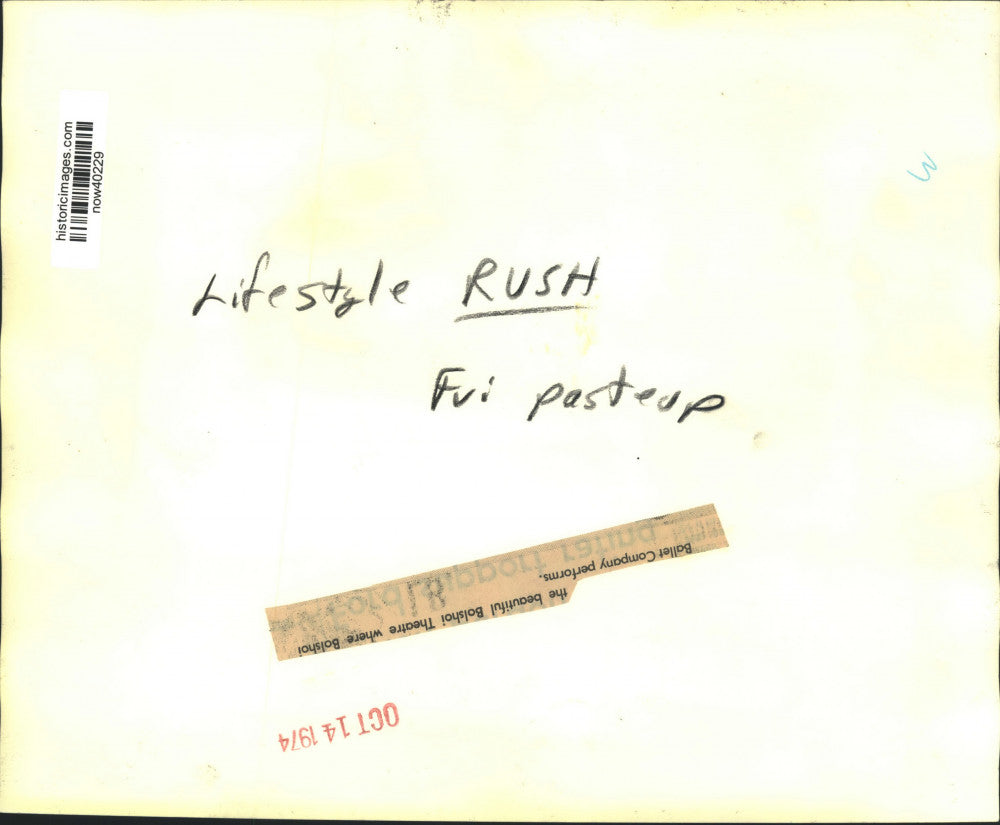 historicimages.com
now40229
Lifestyle RUSH
Fri pasteup
the beautiful Bolshoi Theatre where Bolshoi
Ballet Company performs.
OCT 14 1974